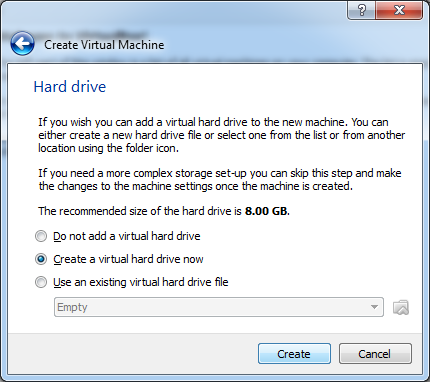 Create Virtual Machine
Hard drive
If you wish you can add a virtual hard drive to the new machine. You can
either create a new hard drive file or select one from the list or from another
location using the folder icon.
If you need a more complex storage set-up you can skip this step and make
the changes to the machine settings once the machine is created.
The recommended size of the hard drive is 8.00 GB.
Do not add a virtual hard drive
Create a virtual hard drive now
Use an existing virtual hard drive file
Empty
Create
Cancel